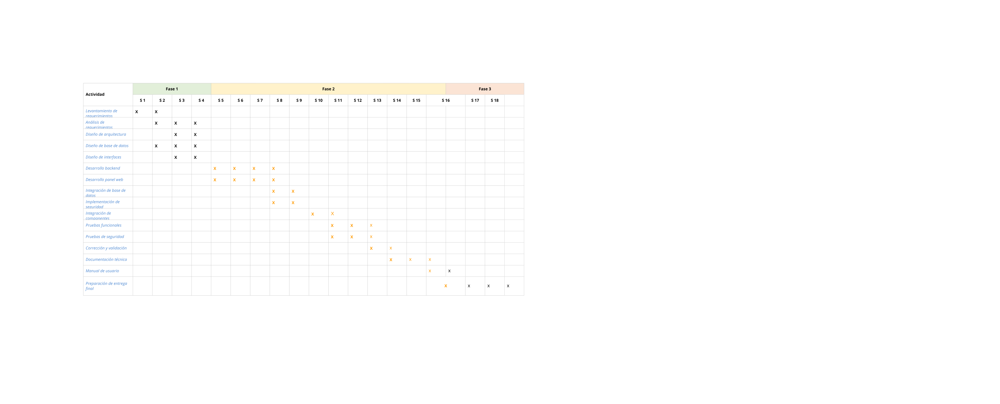 Actividad Fase 1 Fase 2 Fase 3
S 1 S 2 S 3 S 4 S 5 S 6 S 7 S 8 S 9 S 10 S 11 S 12 S 13 S 14 S 15 S 16 S 17 S 18
Levantamiento de
requerimientos
X X
Análisis de
requerimientos
X X X
Diseño de arquitectura X X
Diseño de base de datos X X X
Diseño de interfaces X X
Desarrollo backend X X X X
Desarrollo panel web X X X X
Integración de base de
datos
X X
Implementación de
seguridad
X X
Integración de
componentes
X X
Pruebas funcionales X X x
Pruebas de seguridad X X x
Corrección y validación X x
Documentación técnica X x x
Manual de usuario x x
Preparación de entrega
final
X x x x